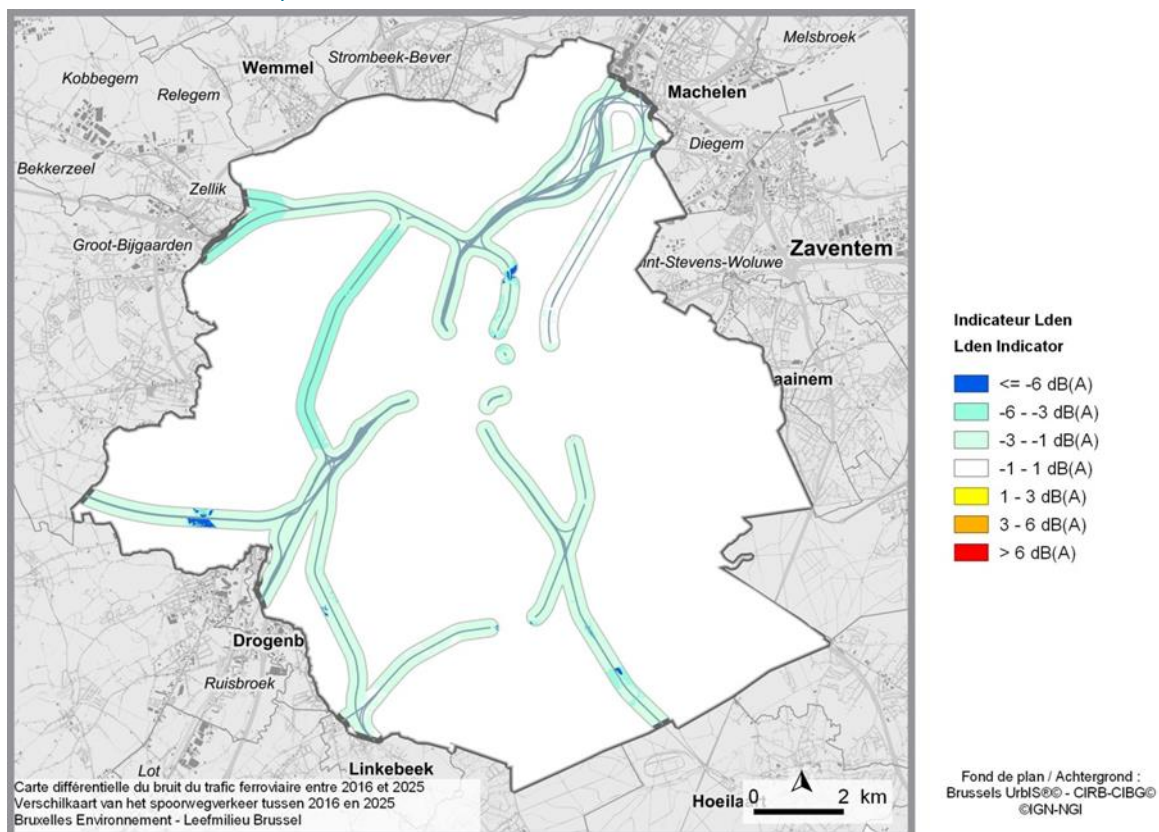 Melsbroek
Strombeek-Bever
Wemmel
Kobbegem
Relegem
Machelen
Diegem
Bekkerzeel
Zellik
Groot-Bijgaarden
Zaventem
int-Stevens-Woluwe
aainem
Drogenb
Ruisbroek
Lot
Linkebeek
Carte différentielle du bruit du trafic ferroviaire entre 2016 et 2025
Verschilkaart van het spoorwegverkeer tussen 2016 en 2025
Bruxelles Environnement - Leefmilieu Brussel
0 2 km
Indicateur Lden
Lden Indicator
<= -6 dB(A)
-6 - -3 dB(A)
-3 - -1 dB(A)
-1 - 1 dB(A)
1 - 3 dB(A)
3 - 6 dB(A)
> 6 dB(A)
Fond de plan / Achtergrond :
Brussels UrbIS®© - CIRB-CIBG©
©IGN-NGI